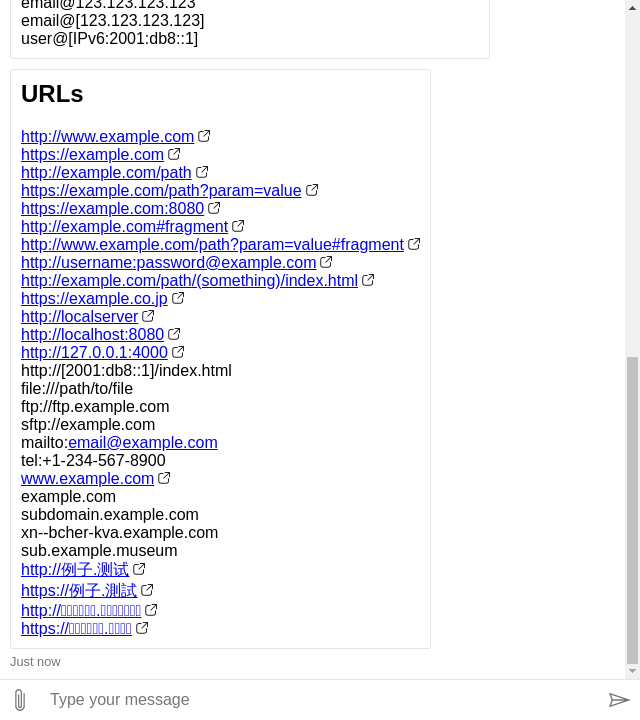 email@123.123.123.123
email@[123.123.123.123]
user@[IPv6:2001:db8::1]
URLs
http://www.example.com
https://example.com
http://example.com/path
https://example.com/path?param=value
https://example.com:8080
http://example.com#fragment
http://www.example.com/path?param=value#fragment
http://username:password@example.com
http://example.com/path/(something)/index.html
https://example.co.jp
http://localserver
http://localhost:8080
http://127.0.0.1:4000
http://[2001:db8::1]/index.html
file:///path/to/file
ftp://ftp.example.com
sftp://example.com
mailto:email@example.com
tel:+1-234-567-8900
www.example.com
example.com
subdomain.example.com
xn--bcher-kva.example.com
sub.example.museum
http://例子.测试
https://例子.測試
http://
https://
Just now
Type your message